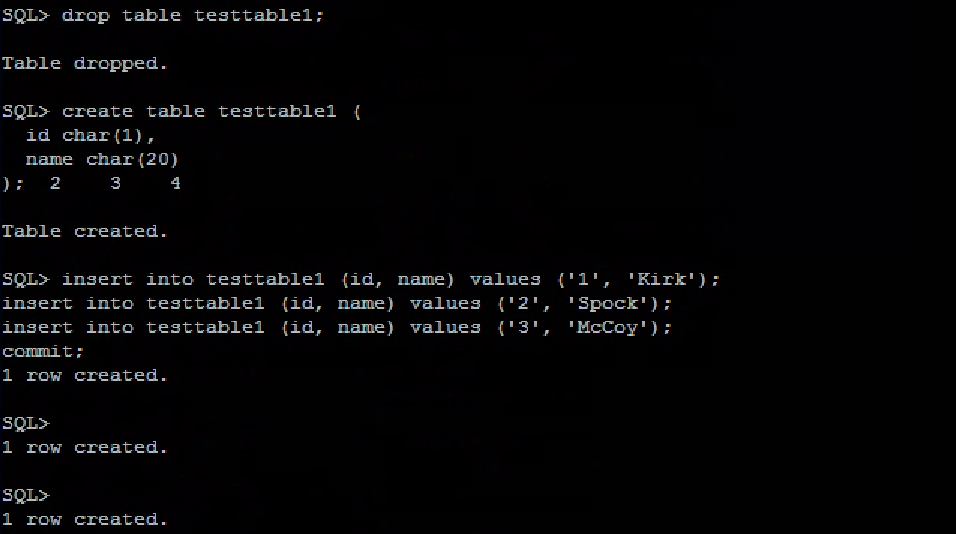 SQL> drop table testtable1;
Table dropped.
SQL> create table testtable1 (
id char(1),
name char(20)
); 2 3 4
Table created.
SQL> insert into testtable1 (id, name) values ('1', 'Kirk');
insert into testtable1 (id, name) values ('2', 'Spock');
insert into testtable1 (id, name) values ('3', 'McCoy');
commit;
1 row created.
SQL>
1 row created.
SQL>
1 row created.